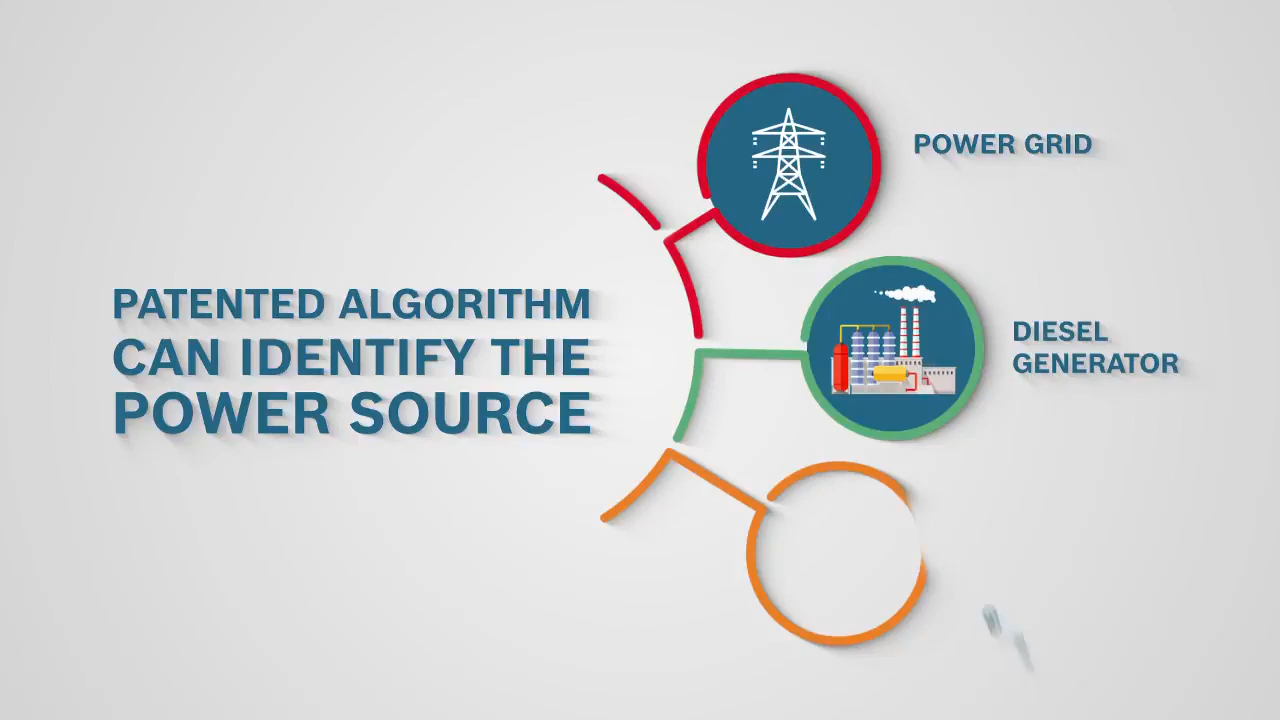 PATENTED ALGORITHM
CAN IDENTIFY THE
POWER SOURCE
POWER GRID
DIESEL
GENERATOR